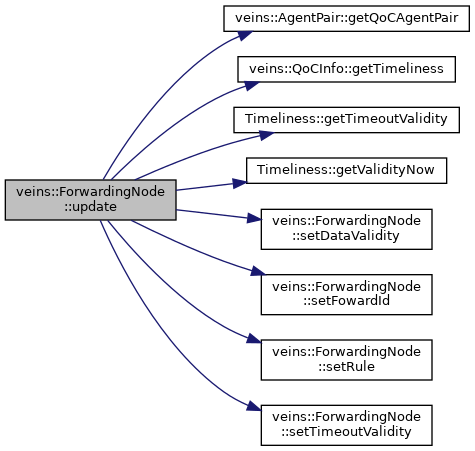 veins::AgentPair::getQoCAgentPair
veins::QoCInfo::getTimeliness
Timeliness::getTimeoutValidity
Timeliness::getValidityNow
veins::ForwardingNode
::update
veins::ForwardingNode
::setDataValidity
veins::ForwardingNode
::setFowardId
veins::ForwardingNode
::setRule
veins::ForwardingNode
::setTimeoutValidity